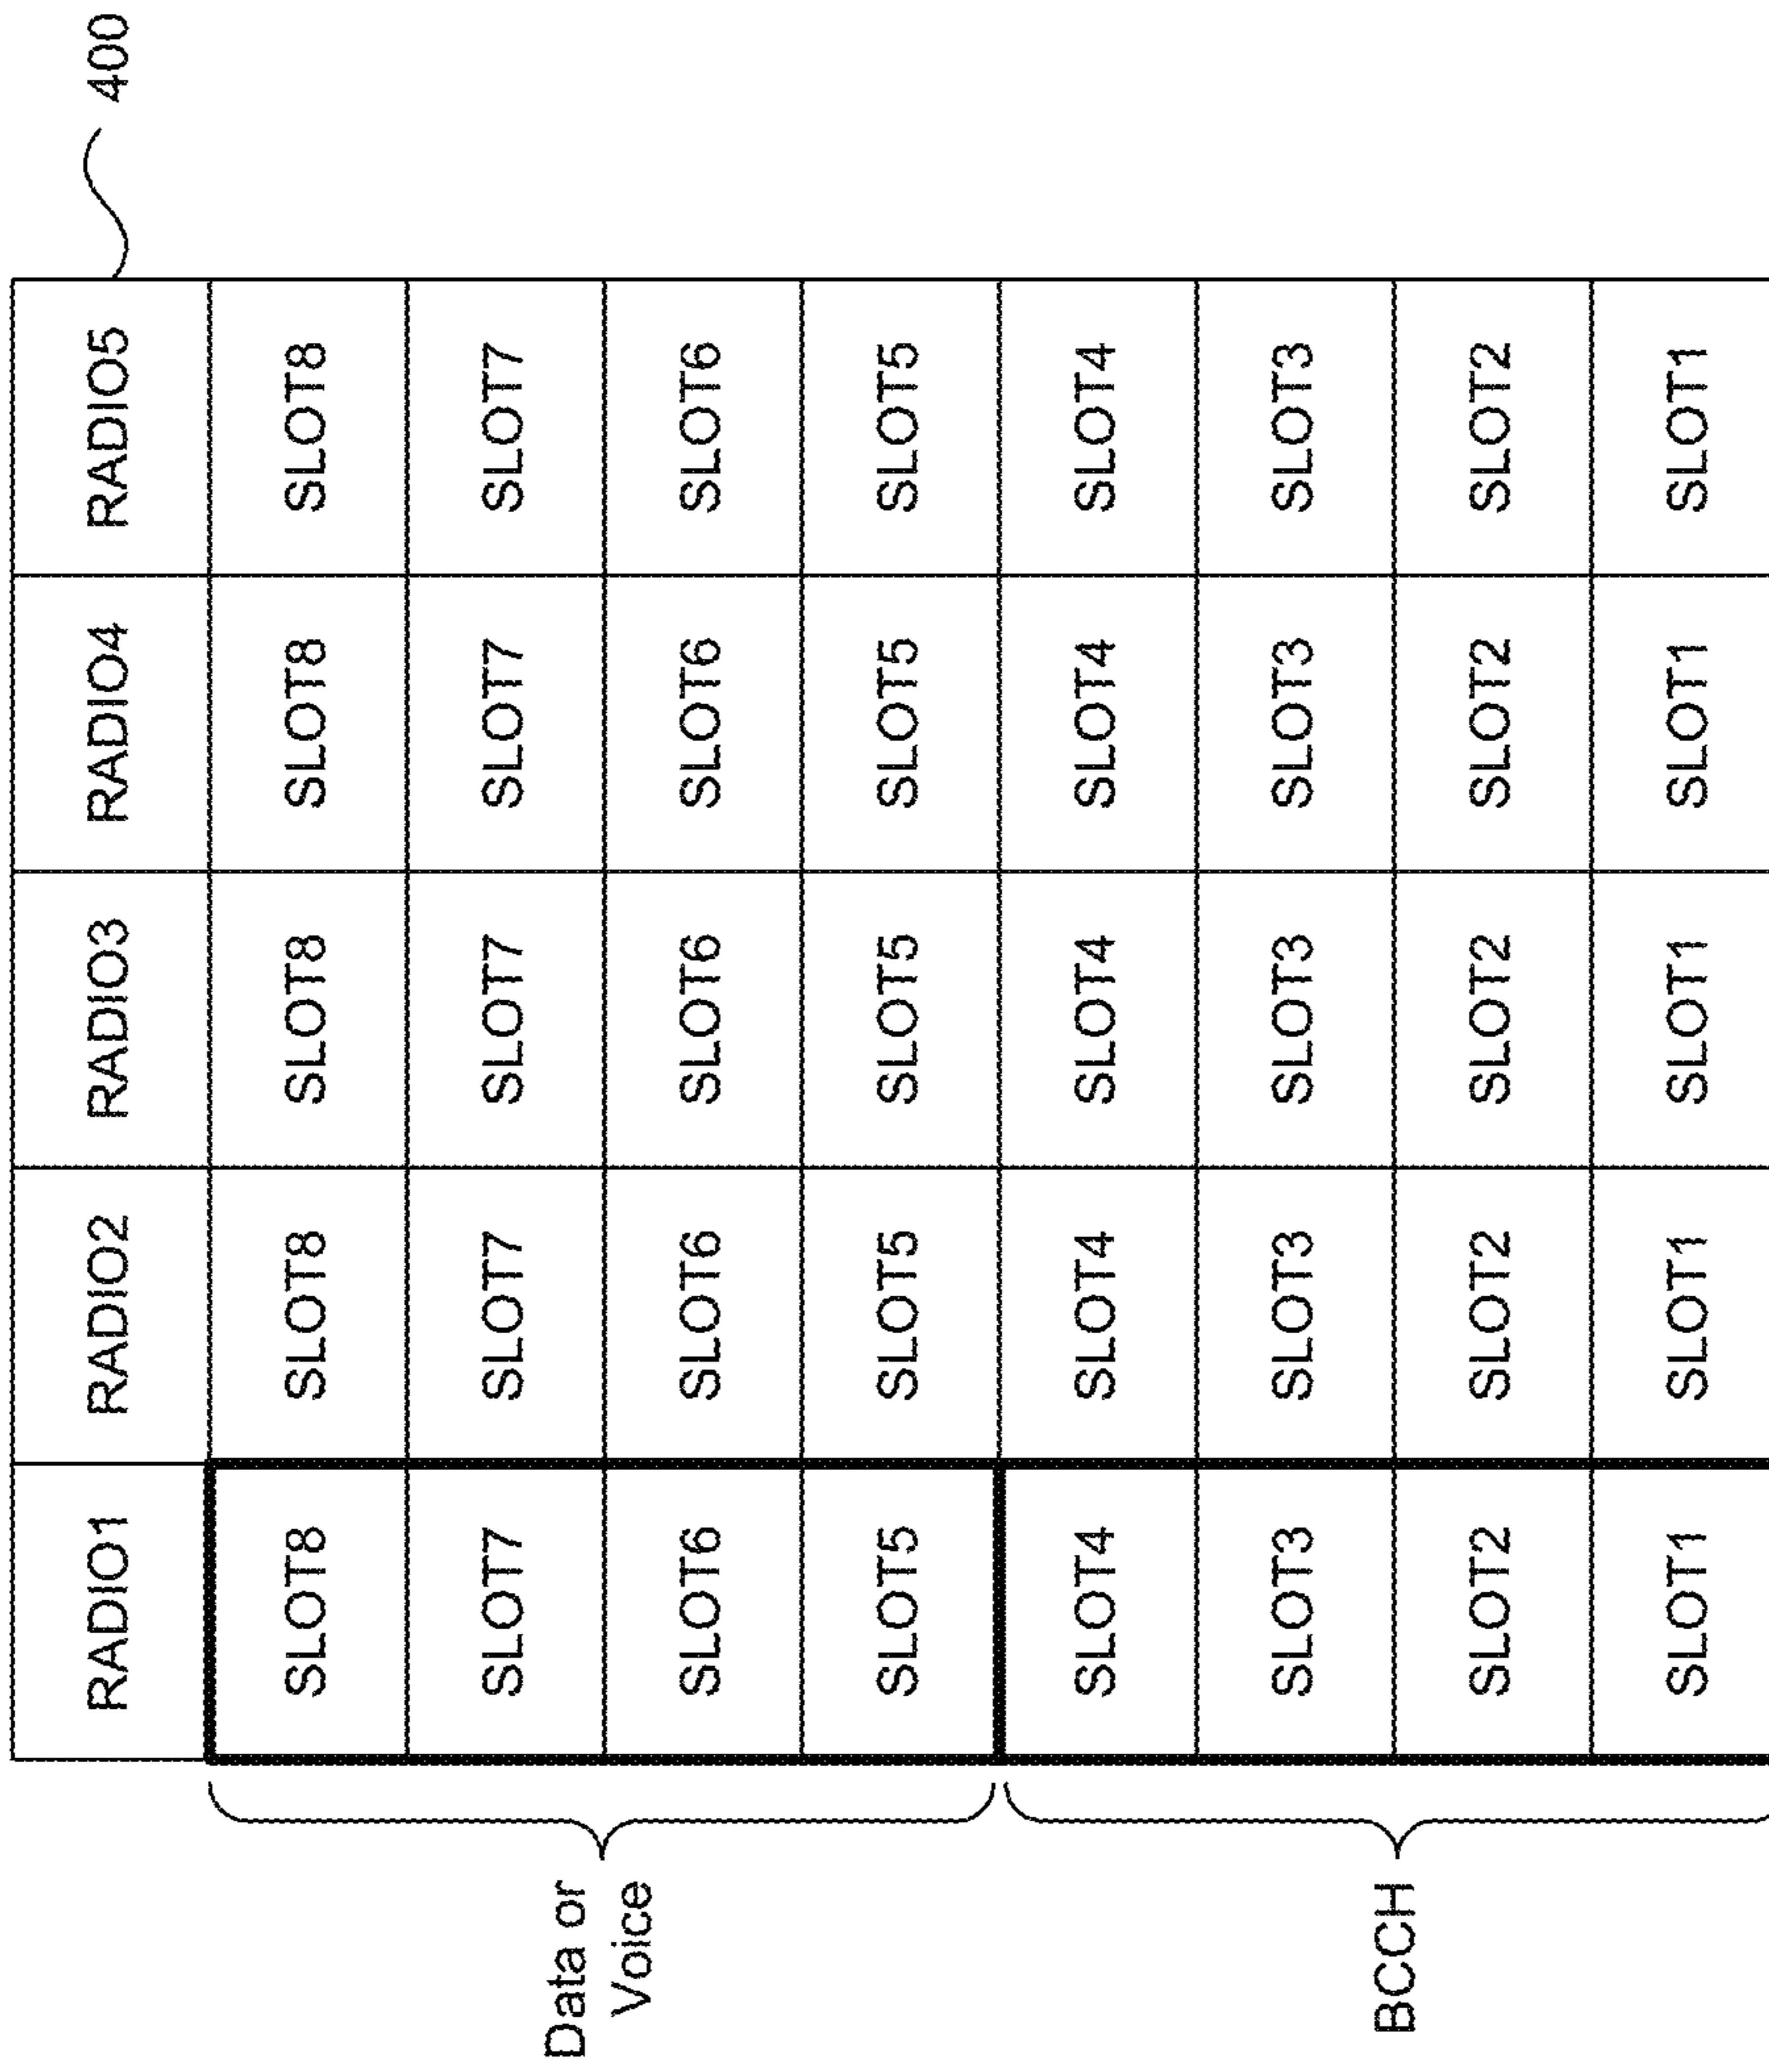 RADIO1 RADIO2 RADIO3 RADIO4 RADIO5 400
SLOT8 SLOT8 SLOT8 SLOT8 SLOT8
SLOT7 SLOT7 SLOT7 SLOT7 SLOT7
Data or
Voice
SLOT6 SLOT6 SLOT6 SLOT6 SLOT6
SLOT5 SLOT5 SLOT5 SLOT5 SLOT5
SLOT4 SLOT4 SLOT4 SLOT4 SLOT4
SLOT3 SLOT3 SLOT3 SLOT3 SLOT3
BCCH
SLOT2 SLOT2 SLOT2 SLOT2 SLOT2
SLOT1 SLOT1 SLOT1 SLOT1 SLOT1